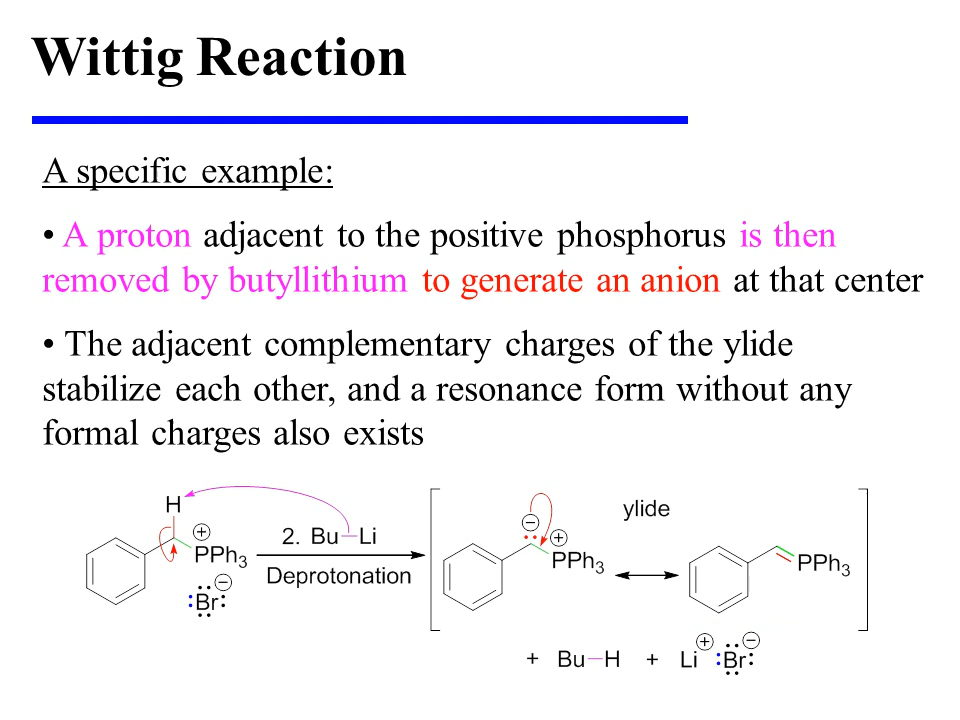 Wittig Reaction
A specific example:
• A proton adjacent to the positive phosphorus is then
removed by butyllithium to generate an anion at that center
• The adjacent complementary charges of the ylide
stabilize each other, and a resonance form without any
formal charges also exists
H
+
PPh3
Br
−
2. Bu Li
Deprotonation
−
+
PPh3
ylide
PPh3
+ Bu H + Li + Br −